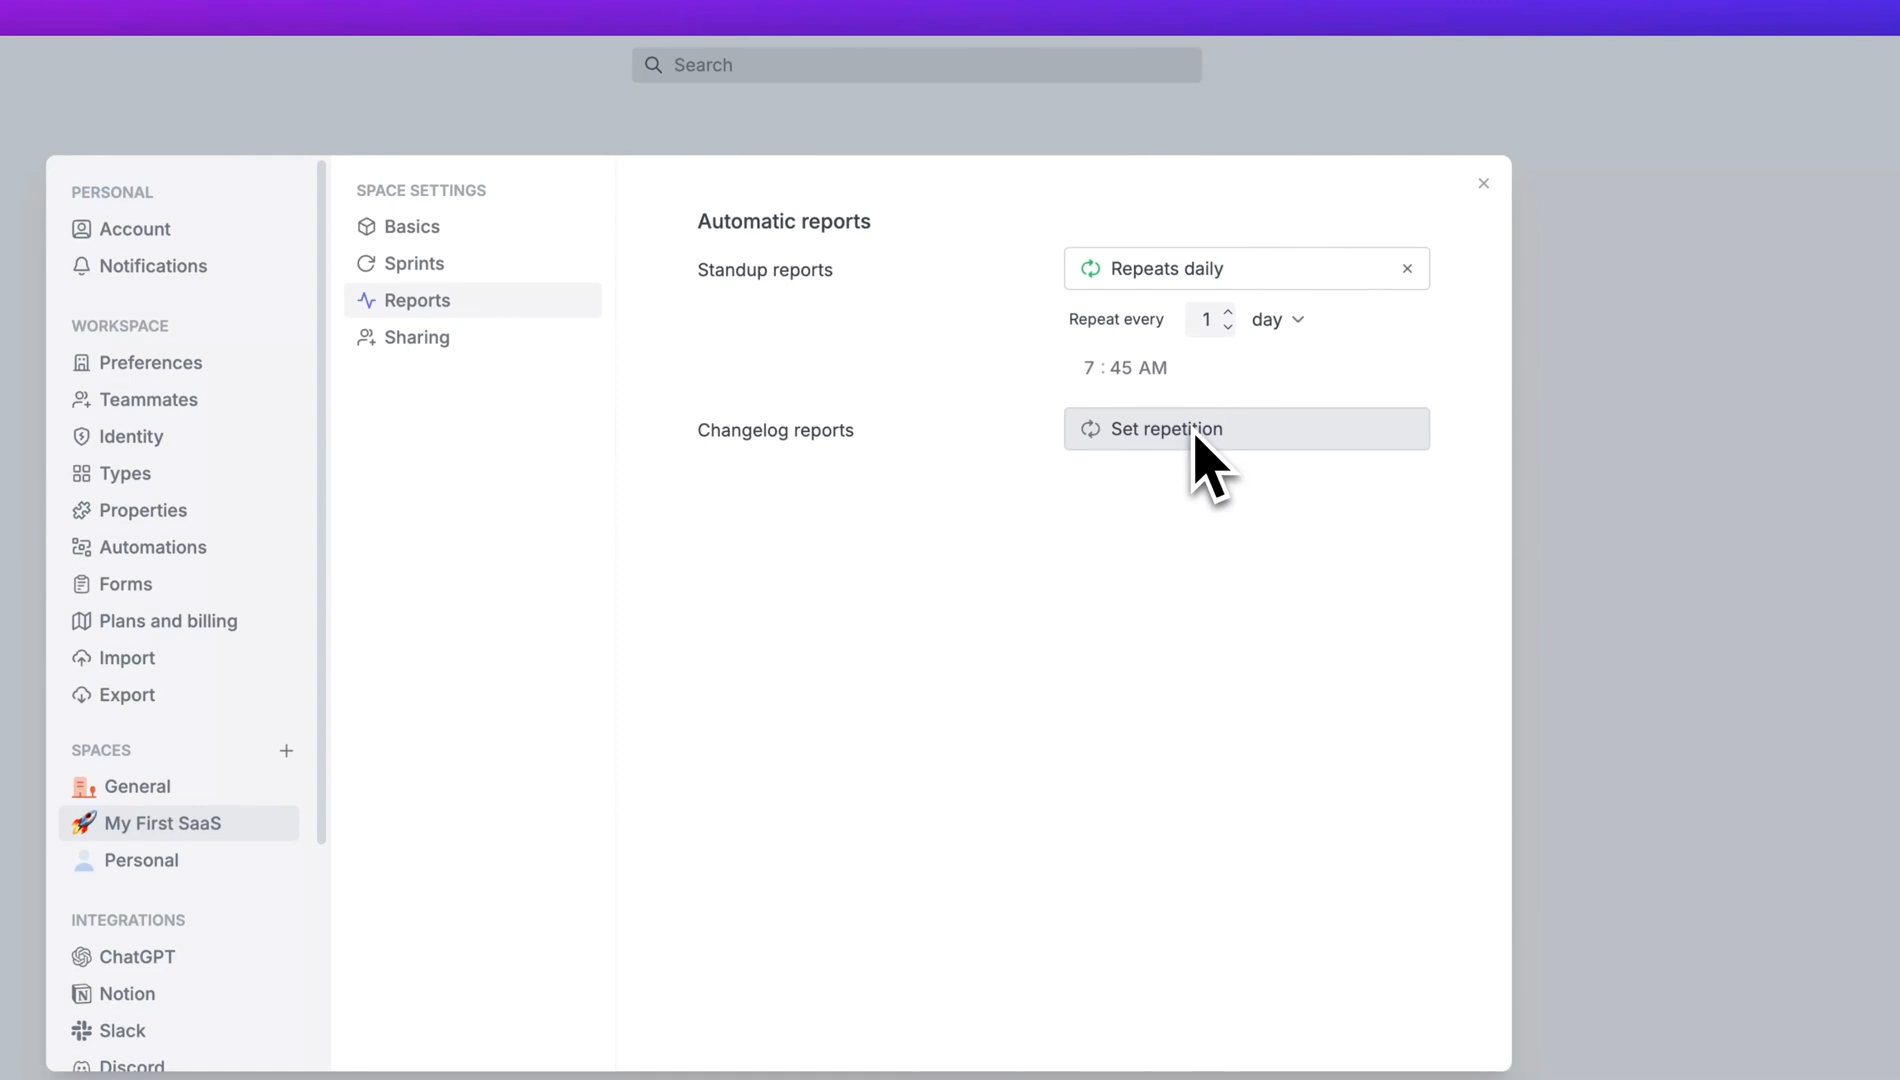 Search
PERSONAL
Account
Notifications
WORKSPACE
Preferences
Teammates
Identity
Types
Properties
Automations
Forms
Plans and billing
Import
Export
SPACES
General
My First SaaS
Personal
INTEGRATIONS
ChatGPT
Notion
Slack
Discord
SPACE SETTINGS
Basics
Sprints
Reports
Sharing
Automatic reports
Standup reports
Repeats daily
Repeat every 1 day
7 : 45 AM
Changelog reports
Set repetition